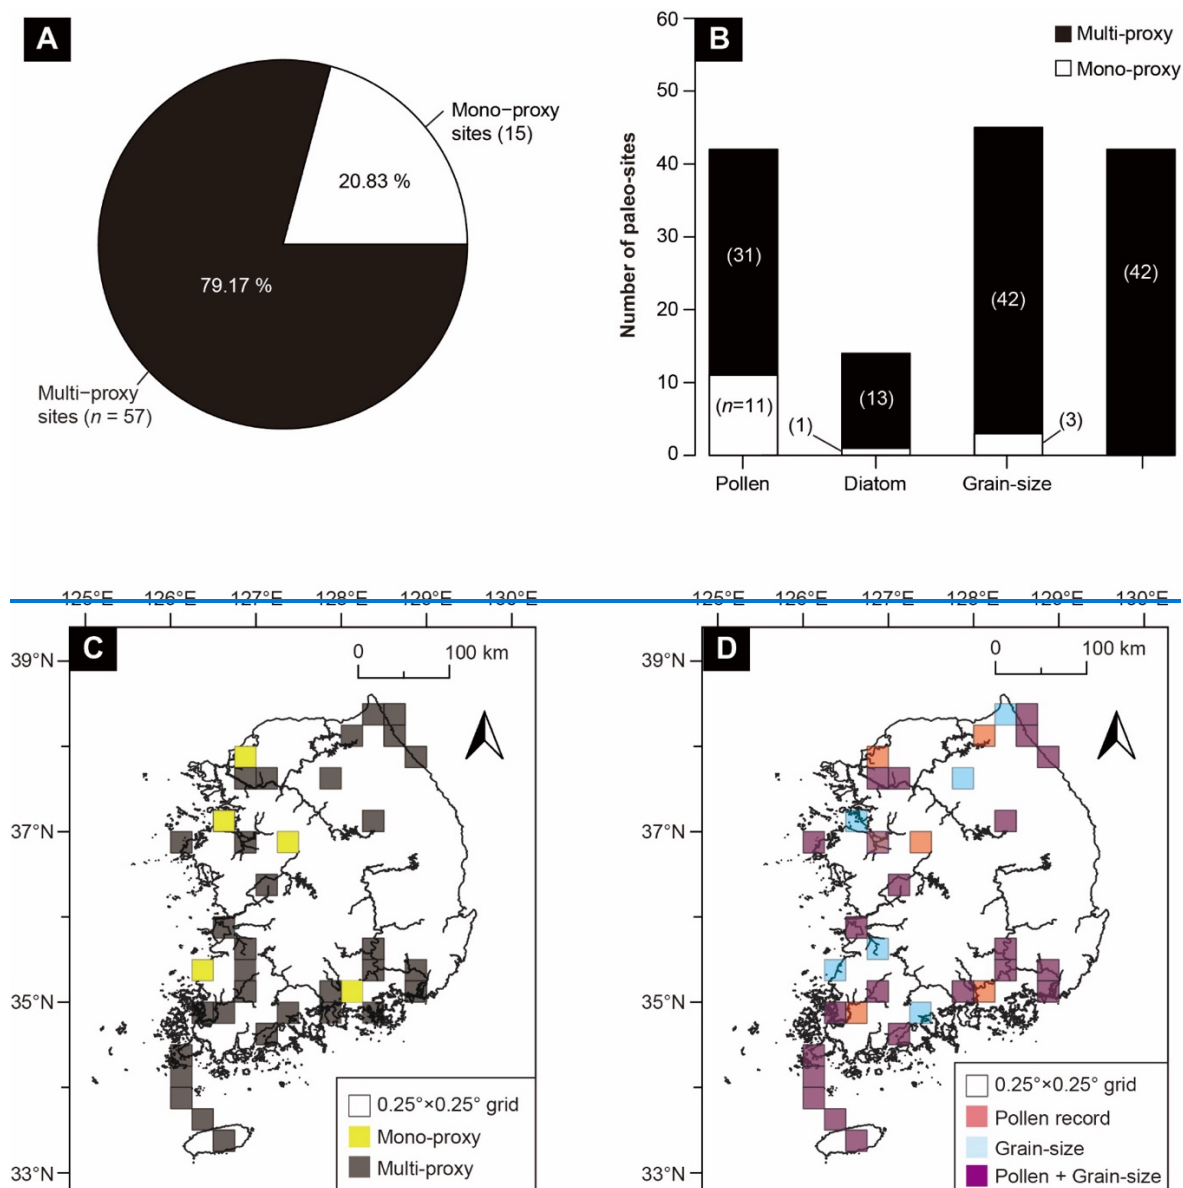 A
Mono−proxy
sites (15)
20.83 %
79.17 %
Multi−proxy
sites (n = 57)
B
Multi-proxy
Mono-proxy
Number of paleo-sites
60
50
40
30
20
10
0
(31)
(n=11)
(1)
(13)
(42)
(3)
(42)
Pollen
Diatom
Grain-size
125°E 126°E 127°E 128°E 129°E 130°E
C
0 100 km
39°N
37°N
35°N
33°N
0.25°×0.25° grid
Mono-proxy
Multi-proxy
125°E 126°E 127°E 128°E 129°E 130°E
D
0 100 km
39°N
37°N
35°N
33°N
0.25°×0.25° grid
Pollen record
Grain-size
Pollen + Grain-size